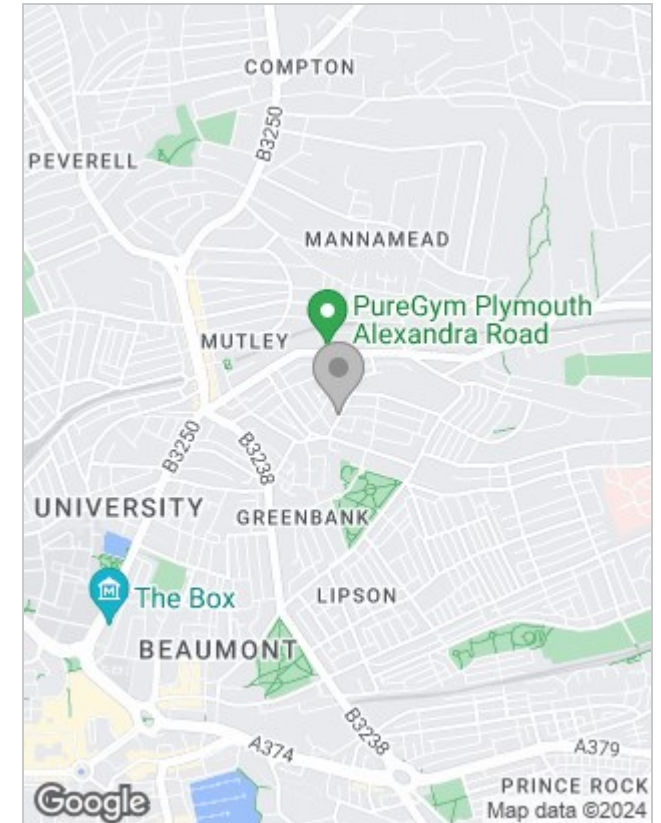 COMPTON
B3250
PEVERELL
MANNAMEAD
PureGym Plymouth
Alexandra Road
MUTLEY
B3250
B3238
UNIVERSITY
GREENBANK
The Box
LIPSON
BEAUMONT
B3238
A374
A379
PRINCE ROCK
Google
Map data ©2024